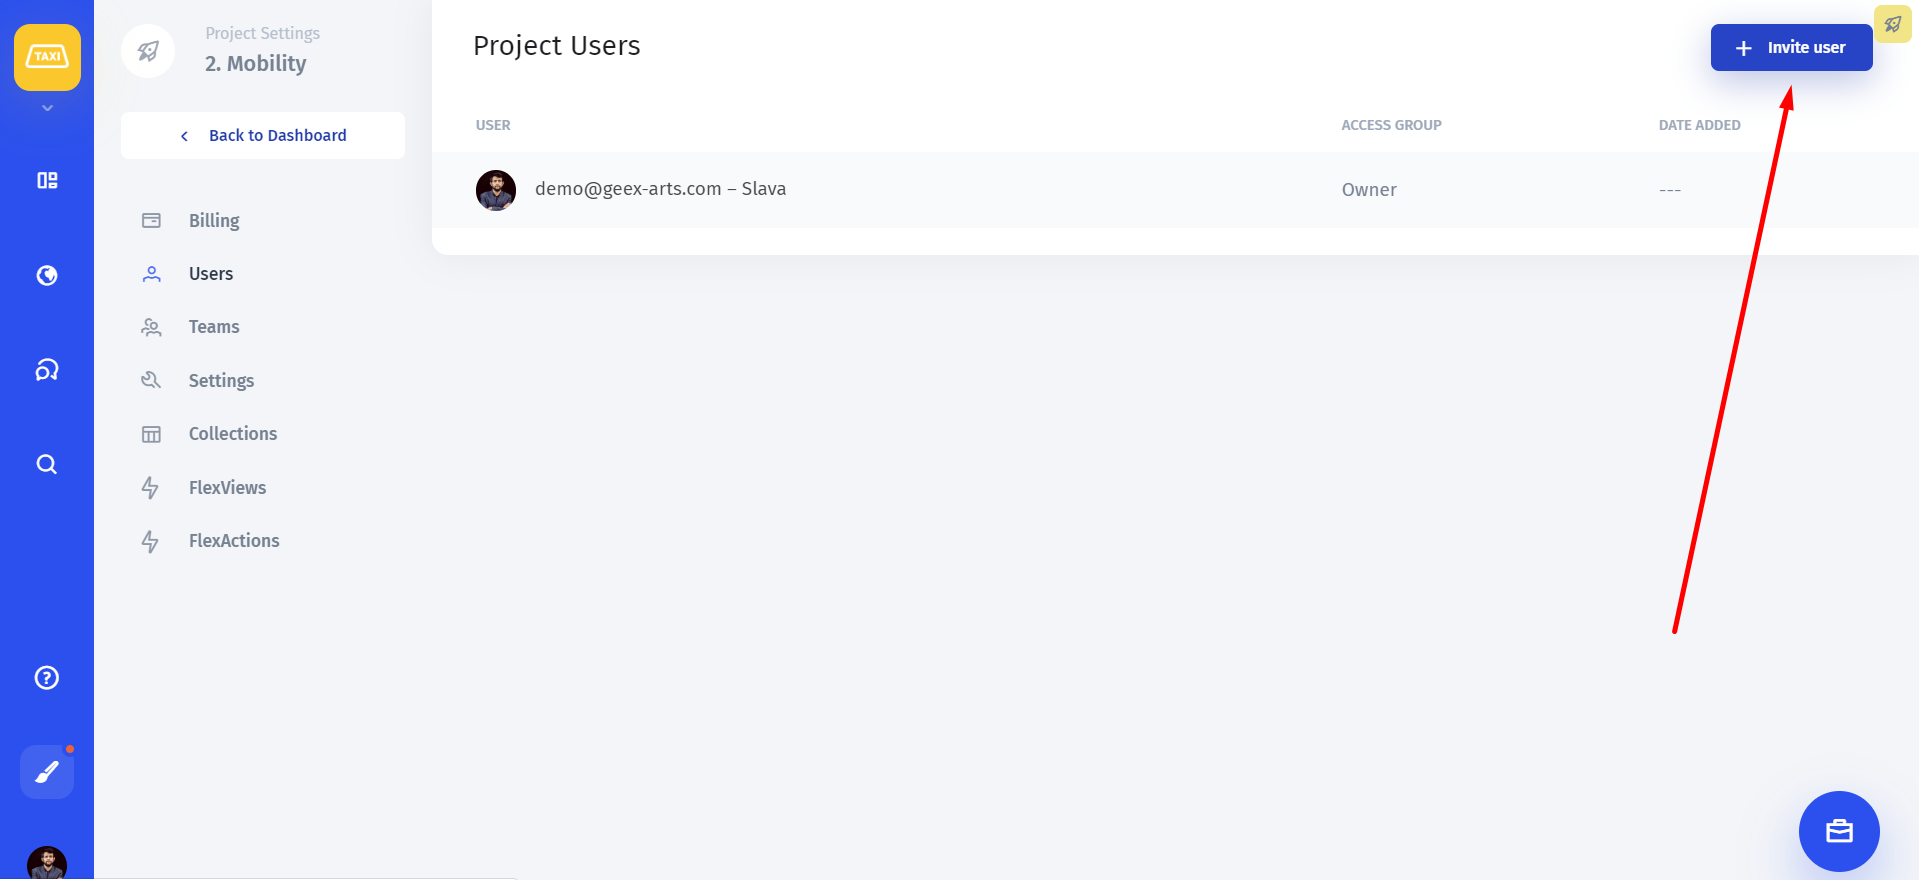 TAXI
Project Settings
2. Mobility
Back to Dashboard
Billing
Users
Teams
Settings
Collections
FlexViews
FlexActions
Project Users
Invite user
USER
ACCESS GROUP
DATE ADDED
demo@geex-arts.com – Slava
Owner
---